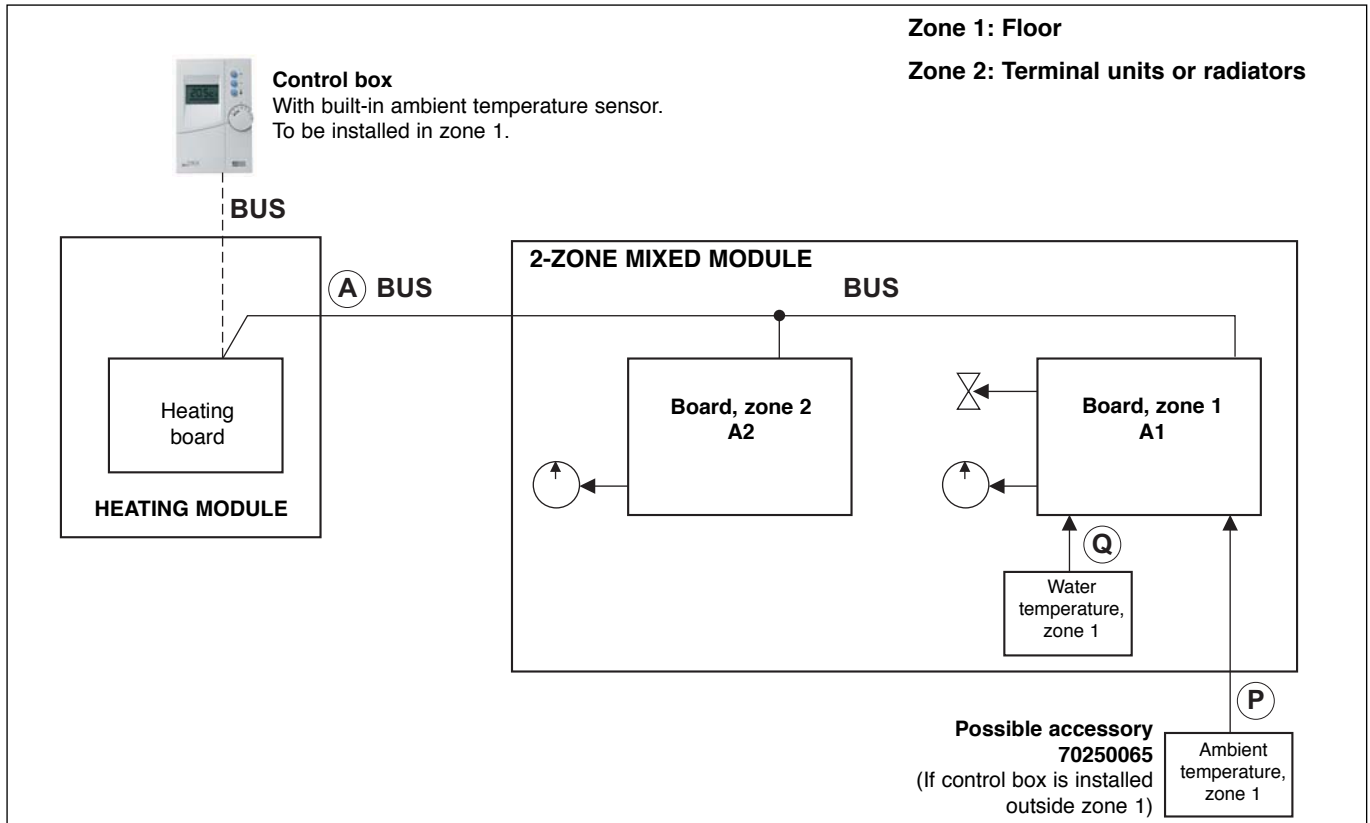 Zone 1: Floor
Zone 2: Terminal units or radiators
Control box
With built-in ambient temperature sensor.
To be installed in zone 1.
BUS
A BUS
2-ZONE MIXED MODULE
BUS
Heating
board
HEATING MODULE
Board, zone 2
A2
Board, zone 1
A1
Q
Water
temperature,
zone 1
P
Possible accessory
70250065
(If control box is installed
outside zone 1)
Ambient
temperature,
zone 1